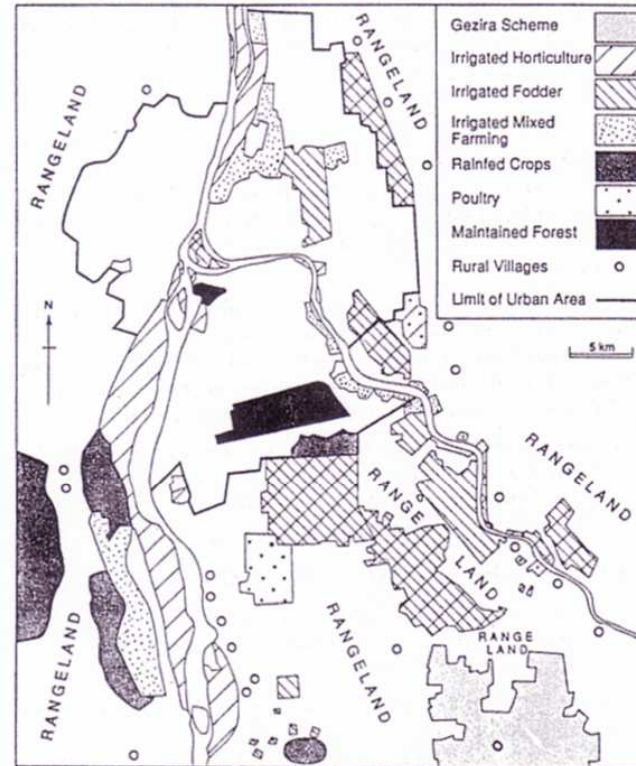 Gezira Scheme
Irrigated Horticulture
Irrigated Fodder
Irrigated Mixed
Farming
Rainfed Crops
Poultry
Maintained Forest
Rural Villages
Limit of Urban Area
5 km
N
RANGELAND
RANGELAND
RANGELAND
RANGE
LAND
RANGE
LAND
RANGELAND
RANGELAND